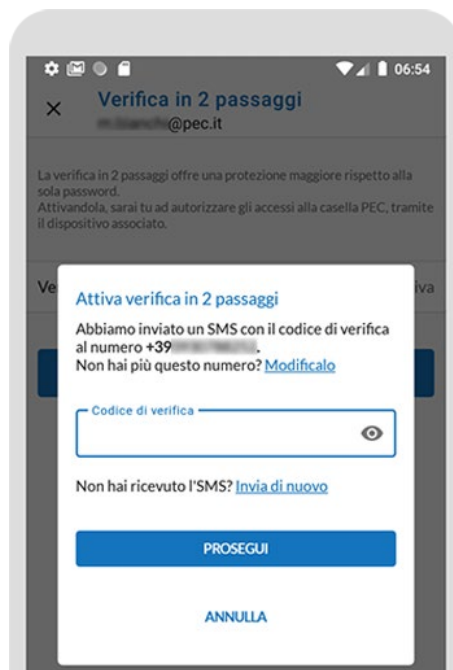 06:54
Verifica in 2 passaggi
@pec.it
La verifica in 2 passaggi offre una protezione maggiore rispetto alla
sola password.
Attivandola, sarai tu ad autorizzare gli accessi alla casella PEC, tramite
il dispositivo associato.
Ve iva
Attiva verifica in 2 passaggi
Abbiamo inviato un SMS con il codice di verifica
al numero +39 .
Non hai più questo numero? Modificalo
Codice di verifica
Non hai ricevuto l'SMS? Invia di nuovo
PROSEGUI
ANNULLA